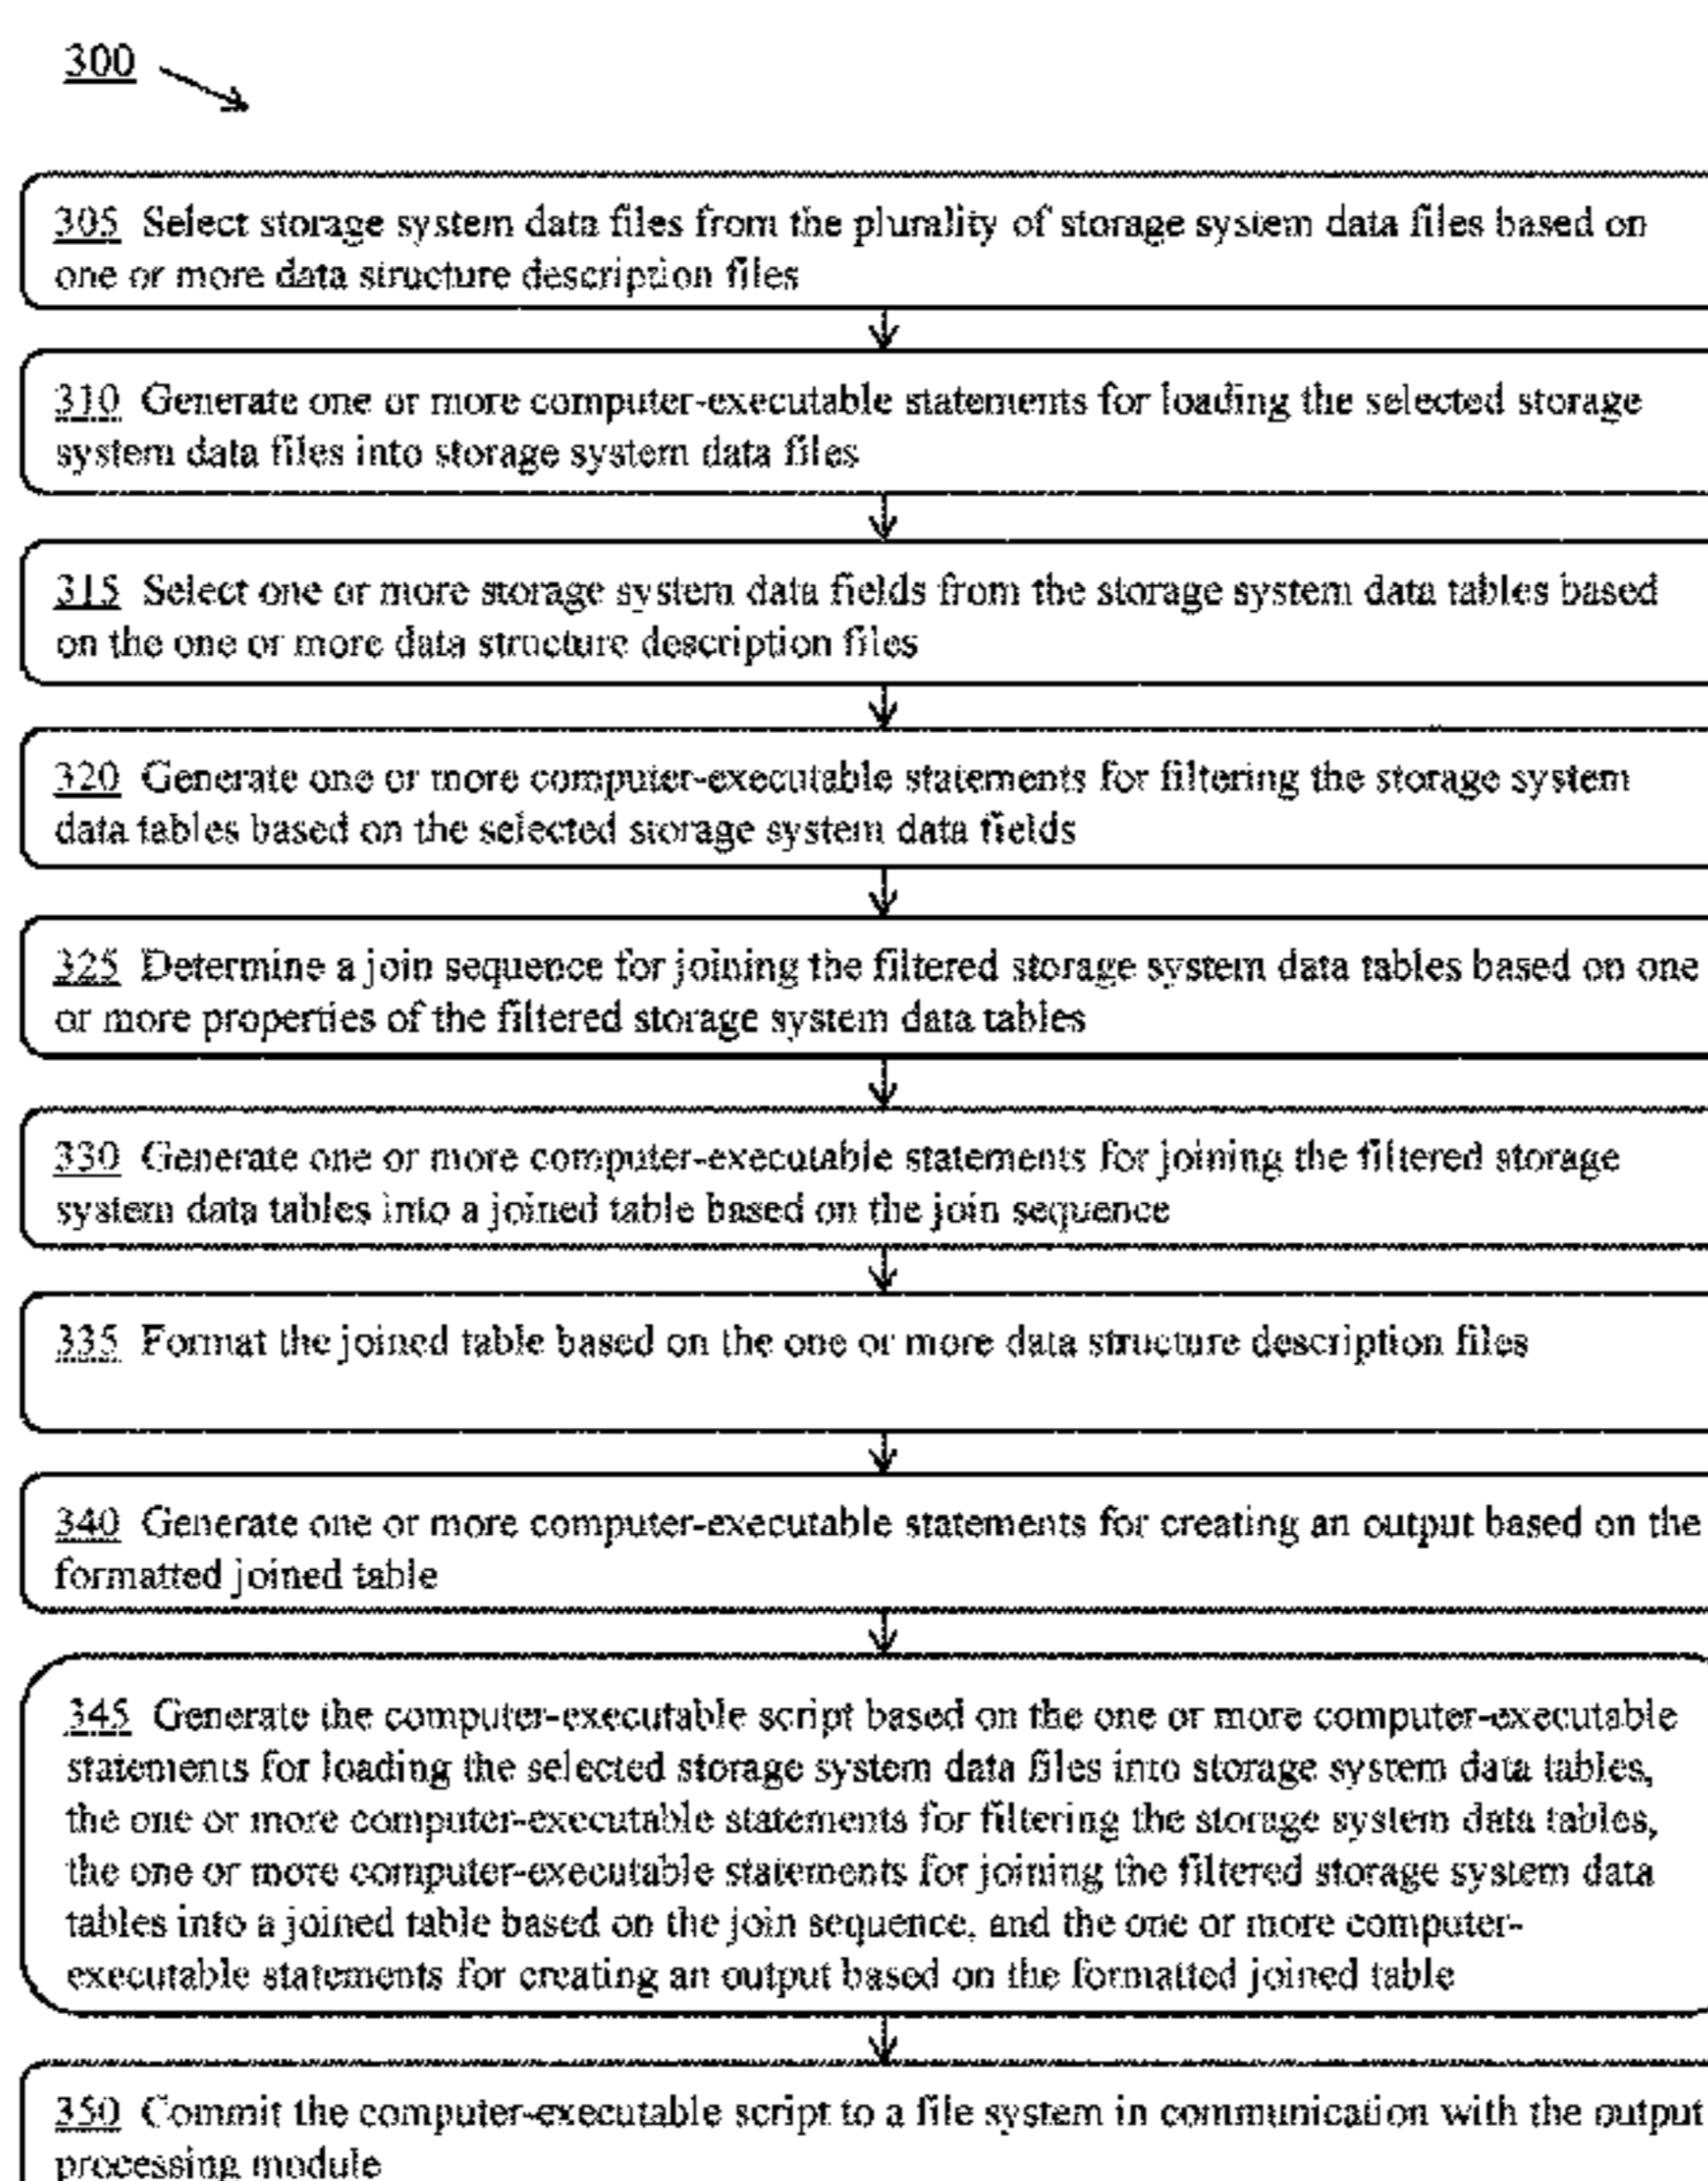 300
305 Select storage system data files from the plurality of storage system data files based on
one or more data structure description files
310 Generate one or more computer-executable statements for loading the selected storage
system data files into storage system data files
315 Select one or more storage system data fields from the storage system data tables based
on the one or more data structure description files
320 Generate one or more computer-executable statements for filtering the storage system
data tables based on the selected storage system data fields
325 Determine a join sequence for joining the filtered storage system data tables based on one
or more properties of the filtered storage system data tables
330 Generate one or more computer-executable statements for joining the filtered storage
system data tables into a joined table based on the join sequence
335 Format the joined table based on the one or more data structure description files
340 Generate one or more computer-executable statements for creating an output based on the
formatted joined table
345 Generate the computer-executable script based on the one or more computer-executable
statements for loading the selected storage system data files into storage system data tables,
the one or more computer-executable statements for filtering the storage system data tables,
the one or more computer-executable statements for joining the filtered storage system data
tables into a joined table based on the join sequence, and the one or more computer-
executable statements for creating an output based on the formatted joined table
350 Commit the computer-executable script to a file system in communication with the output
processing module